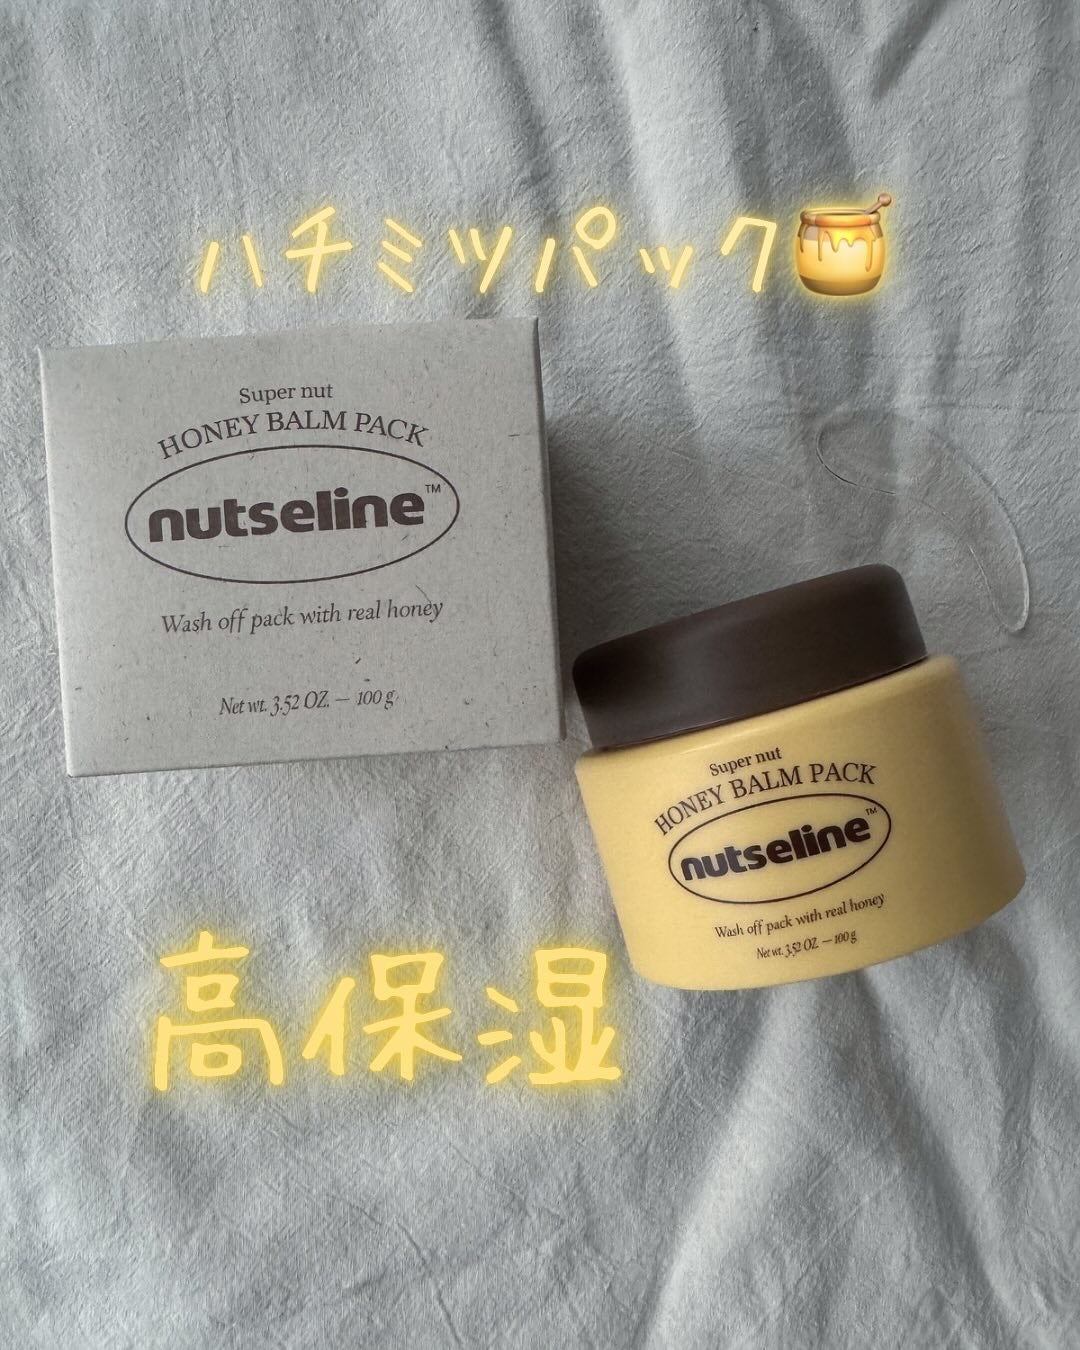 ハチミツパック🍯
Super nut
HONEY BALM PACK
nutseline™
Wash off pack with real honey
Net wt. 3.52 OZ. — 100 g
Super nut
HONEY BALM PACK
nutseline™
Wash off pack with real honey
Net wt. 3.52 OZ. — 100 g
高保湿